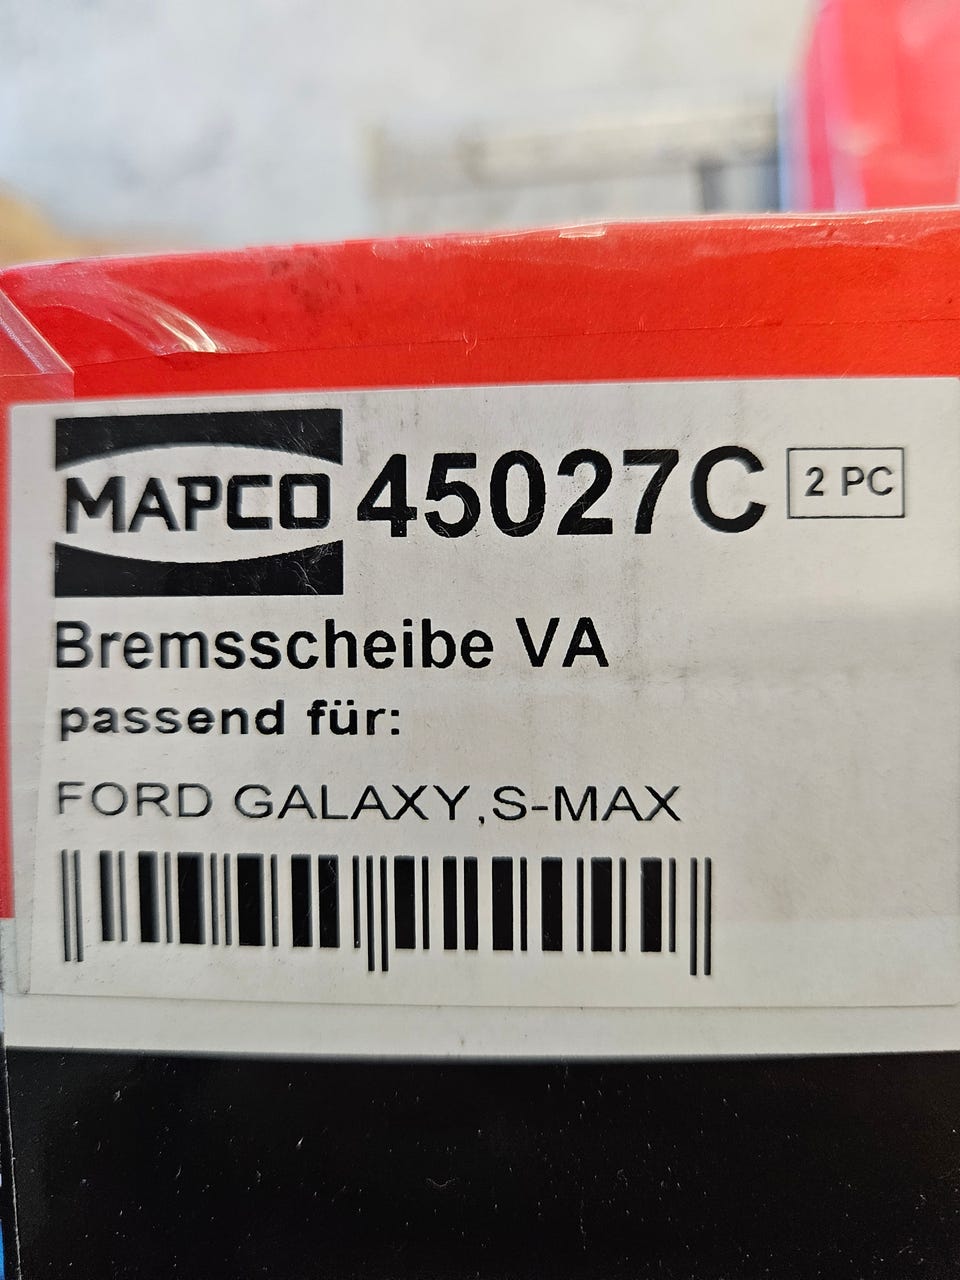 MAPCO 45027C 2 PC
Bremsscheibe VA
passend für:
FORD GALAXY,S-MAX